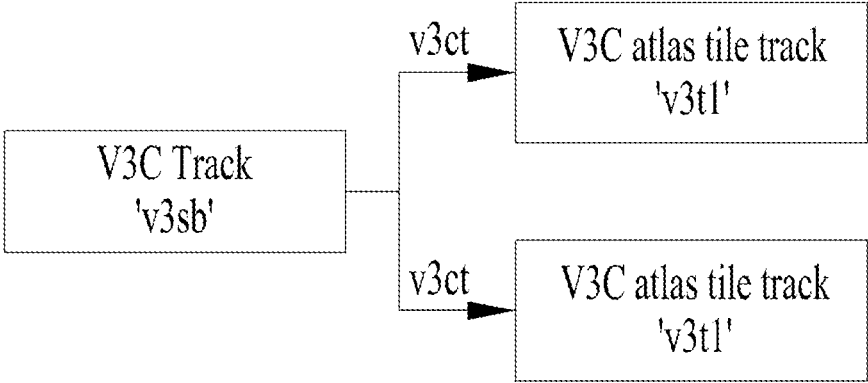 V3C Track
'v3sb'
v3ct
V3C atlas tile track
'v3t1'
v3ct
V3C atlas tile track
'v3t1'